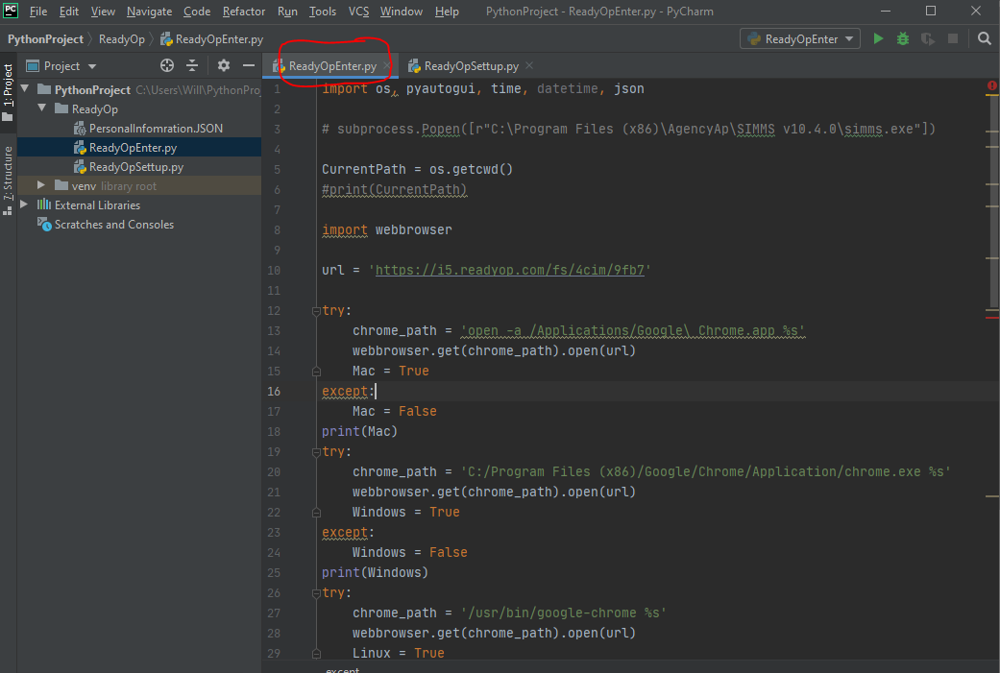 PC File Edit View Navigate Code Refactor Run Tools VCS Window Help PythonProject - ReadyOpEnter.py - PyCharm
PythonProject ReadyOp ReadyOpEnter.py ReadyOpEnter
1: Project
7: Structure
Project
PythonProject C:\Users\Will\PythonPro
ReadyOp
PersonalInfomration.JSON
ReadyOpEnter.py
ReadyOpSettup.py
venv library root
External Libraries
Scratches and Consoles
ReadyOpEnter.py ReadyOpSettup.py
1 import os, pyautogui, time, datetime, json
2
3 # subprocess.Popen([r"C:\Program Files (x86)\AgencyAp\SIMMS v10.4.0\simms.exe"])
4
5 CurrentPath = os.getcwd()
6 #print(CurrentPath)
7
8 import webbrowser
9
10 url = 'https://i5.readyop.com/fs/4cim/9fb7'
11
12 try:
13 chrome_path = 'open -a /Applications/Google\ Chrome.app %s'
14 webbrowser.get(chrome_path).open(url)
15 Mac = True
16 except:
17 Mac = False
18 print(Mac)
19 try:
20 chrome_path = 'C:/Program Files (x86)/Google/Chrome/Application/chrome.exe %s'
21 webbrowser.get(chrome_path).open(url)
22 Windows = True
23 except:
24 Windows = False
25 print(Windows)
26 try:
27 chrome_path = '/usr/bin/google-chrome %s'
28 webbrowser.get(chrome_path).open(url)
29 Linux = True
except